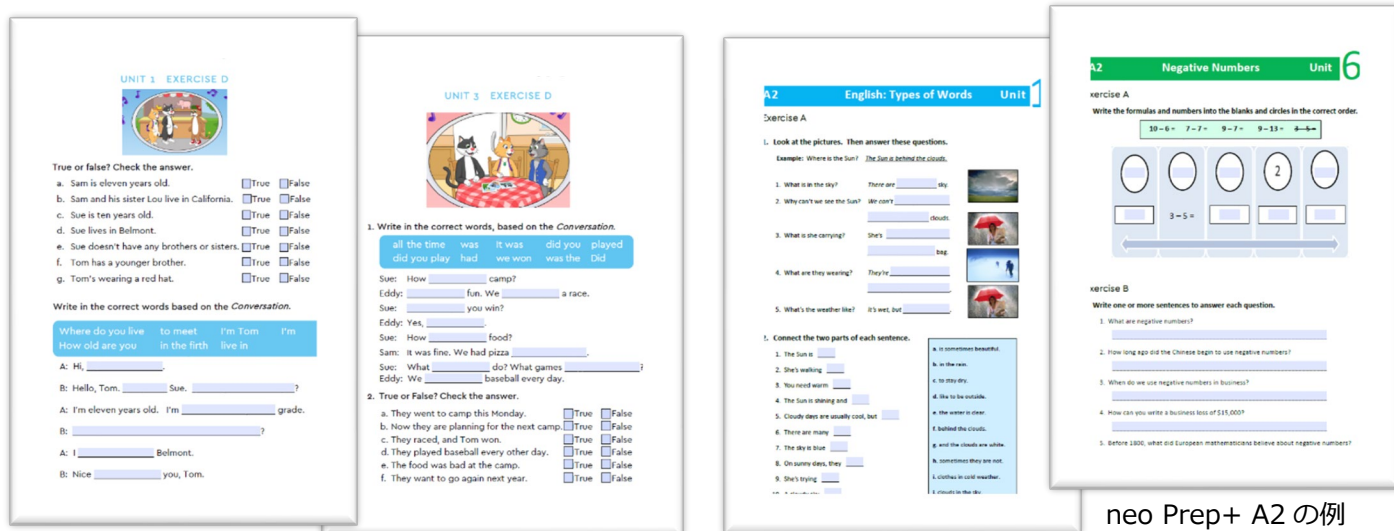 UNIT 1 EXERCISE D
True or false? Check the answer.
a. Sam is eleven years old. True False
b. Sam and his sister Lou live in California. True False
c. Sue is ten years old. True False
d. Sue lives in Belmont. True False
e. Sue doesn't have any brothers or sisters. True False
f. Tom has a younger brother. True False
g. Tom's wearing a red hat. True False
Write in the correct words based on the Conversation.
Where do you live to meet I'm Tom I'm
How old are you in the firth live in
A: Hi, .
B: Hello, Tom. Sue. ?
A: I'm eleven years old. I'm grade.
B: ?
A: I Belmont.
B: Nice you, Tom.
UNIT 3 EXERCISE D
1. Write in the correct words, based on the Conversation.
all the time was It was did you played
did you play had we won was the Did
Sue: How camp?
Eddy: fun. We a race.
Sue: you win?
Eddy: Yes, .
Sue: How food?
Sam: It was fine. We had pizza .
Sue: What do? What games ?
Eddy: We baseball every day.
2. True or False? Check the answer.
a. They went to camp this Monday. True False
b. Now they are planning for the next camp. True False
c. They raced, and Tom won. True False
d. They played baseball every other day. True False
e. The food was bad at the camp. True False
f. They want to go again next year. True False
A2 English: Types of Words Unit 1
Exercise A
1. Look at the pictures. Then answer these questions.
Example: Where is the Sun? The Sun is behind the clouds.
1. What is in the sky? There are sky.
2. Why can't we see the Sun? We can't
clouds.
3. What is she carrying? She's
bag.
4. What are they wearing? They're
.
5. What's the weather like? It's wet, but .
2. Connect the two parts of each sentence.
1. The Sun is
2. She's walking
3. You need warm
4. The Sun is shining and
5. Cloudy days are usually cool, but
6. There are many
7. The sky is blue
8. On sunny days, they
9. She's trying
a. is sometimes beautiful.
b. in the rain.
c. to stay dry.
d. like to be outside.
e. the water is clear.
f. behind the clouds.
g. and the clouds are white.
h. sometimes they are not.
i. clothes in cold weather.
j. clouds in the sky.
A2 Negative Numbers Unit 6
xercise A
Write the formulas and numbers into the blanks and circles in the correct order.
10 – 6 = 7 – 7 = 9 – 7 = 9 – 13 = 3 – 5 =
2
3 – 5 =
xercise B
Write one or more sentences to answer each question.
1. What are negative numbers?
2. How long ago did the Chinese begin to use negative numbers?
3. When do we use negative numbers in business?
4. How can you write a business loss of $15,000?
5. Before 1800, what did European mathematicians believe about negative numbers?
neo Prep+ A2 の例